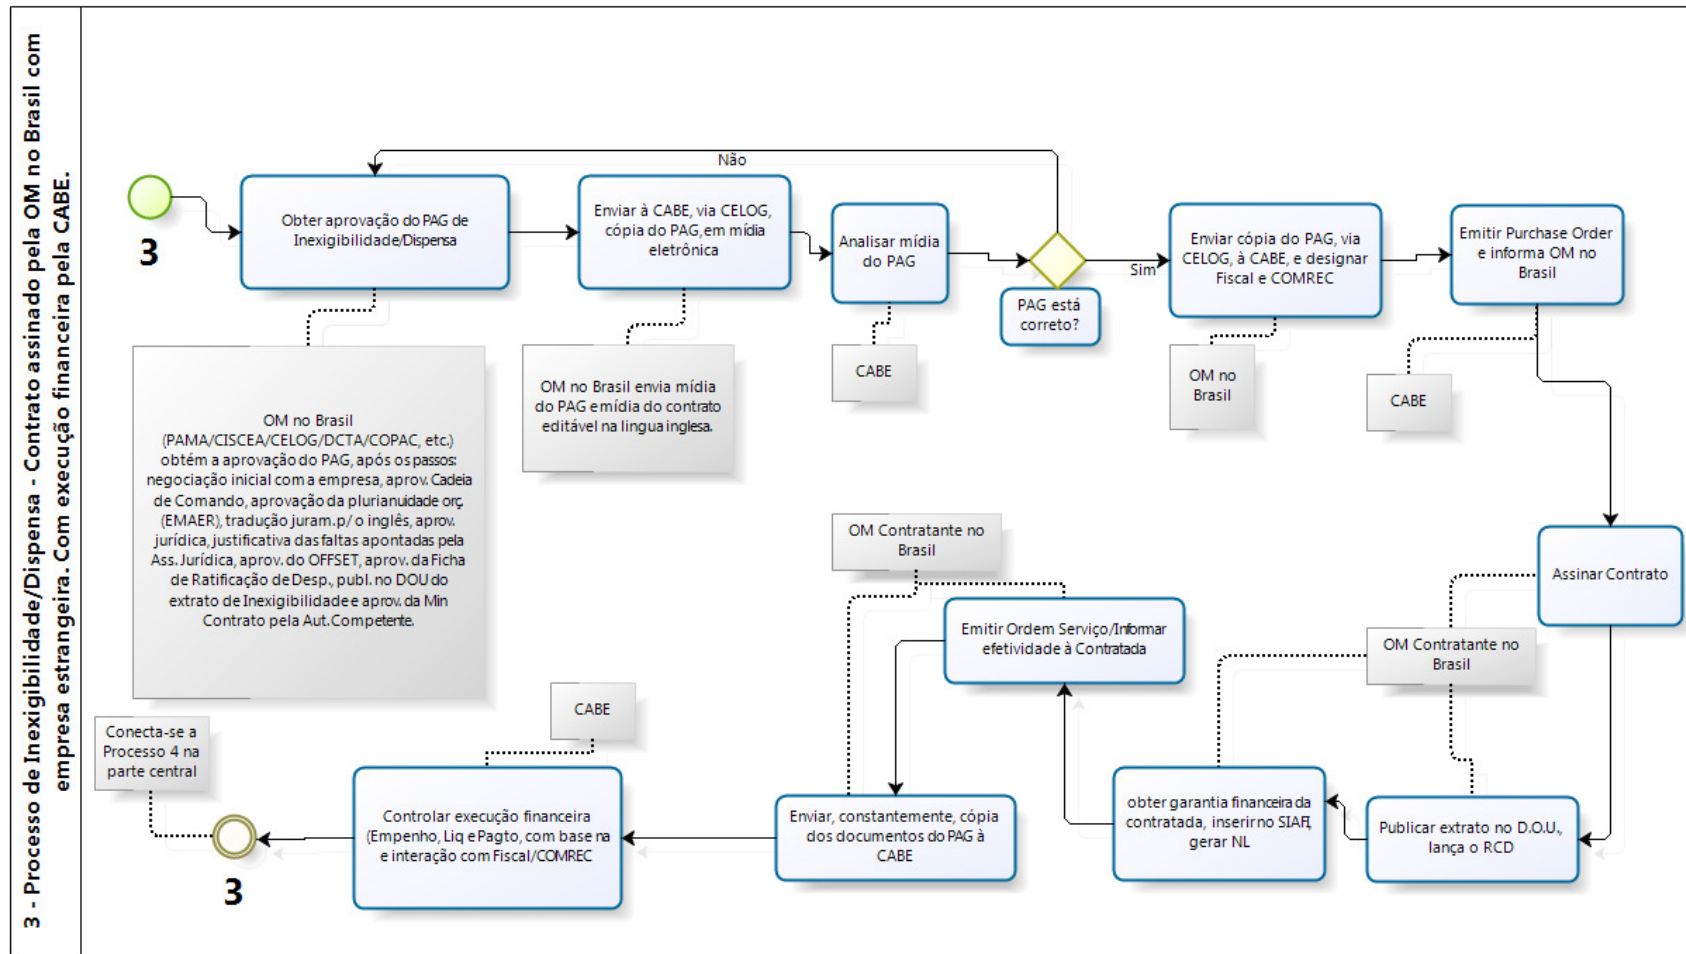 3 - Processo de Inexigibilidade/Dispensa - Contrato assinado pela OM no Brasil com
empresa estrangeira. Com execução financeira pela CABE.
3
Obter aprovação do PAG de
Inexigibilidade/Dispensa
Enviar à CABE, via CELOG,
cópia do PAG, em mídia
eletrônica
Analisar mídia
do PAG
Não
PAG está
correto?
Sim
Enviar cópia do PAG, via
CELOG, à CABE, e designar
Fiscal e COMREC
Emitir Purchase Order
e informa OM no
Brasil
OM no Brasil
(PAMA/CISCEA/CELOG/DCTA/COPAC, etc.)
obtém a aprovação do PAG, após os passos:
negociação inicial com a empresa, aprov. Cadeia
de Comando, aprovação da plurianuidade orç.
(EMAER), tradução juram.p/ o inglês, aprov.
jurídica, justificativa das faltas apontadas pela
Ass. Jurídica, aprov. do OFFSET, aprov. da Ficha
de Ratificação de Desp., publ. no DOU do
extrato de Inexigibilidade e aprov. da Min
Contrato pela Aut.Competente.
OM no Brasil envia mídia
do PAG e mídia do contrato
editável na lingua inglesa.
CABE
OM no
Brasil
CABE
Assinar Contrato
OM Contratante no
Brasil
OM Contratante no
Brasil
Emitir Ordem Serviço/Informar
efetividade à Contratada
Publicar extrato no D.O.U.,
lança o RCD
obter garantia financeira da
contratada, inserir no SIAFI,
gerar NL
Enviar, constantemente, cópia
dos documentos do PAG à
CABE
CABE
Controlar execução financeira
(Empenho, Liq e Pagto, com base na
e interação com Fiscal/COMREC
Conecta-se a
Processo 4 na
parte central
3